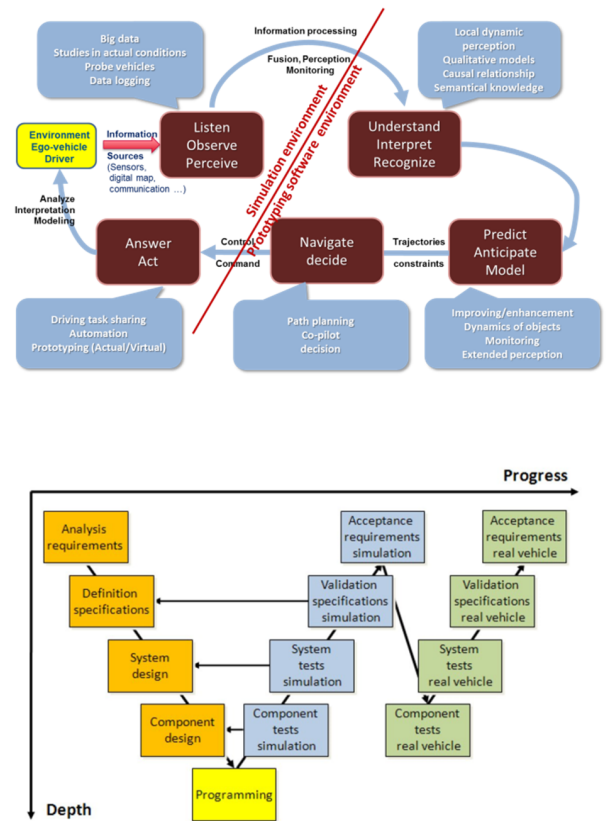 Big data
Studies in actual conditions
Probe vehicles
Data logging
Information processing
Fusion, Perception
Monitoring
Local dynamic
perception
Qualitative models
Causal relationship
Semantical knowledge
Environment
Ego-vehicle
Driver
Information
Sources
(Sensors,
digital map,
communication ...)
Listen
Observe
Perceive
Simulation environment
Prototyping software environment
Understand
Interpret
Recognize
Analyze
Interpretation
Modeling
Answer
Act
Control
Command
Navigate
decide
Trajectories
constraints
Predict
Anticipate
Model
Driving task sharing
Automation
Prototyping (Actual/Virtual)
Path planning
Co-pilot
decision
Improving/enhancement
Dynamics of objects
Monitoring
Extended perception
Progress
Analysis
requirements
Acceptance
requirements
simulation
Acceptance
requirements
real vehicle
Definition
specifications
Validation
specifications
simulation
Validation
specifications
real vehicle
System
design
System
tests
simulation
System
tests
real vehicle
Component
design
Component
tests
simulation
Component
tests
real vehicle
Programming
Depth